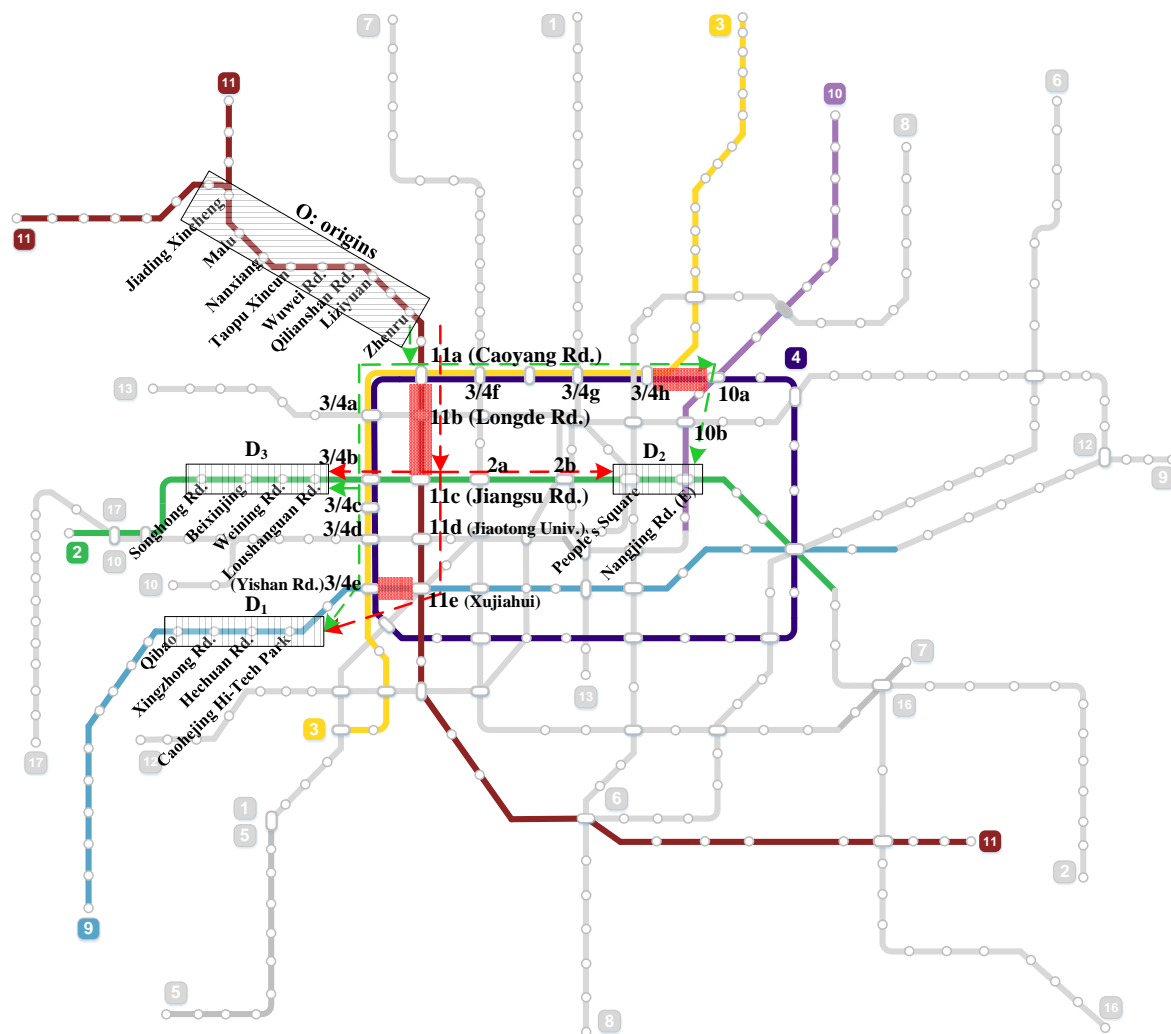 7
1
3
11
6
10
8
O: origins
11
Jiading Xincheng
Malu
Nanxiang
Taopu Xincun
Wuwei Rd.
Qilianshan Rd.
Liziyuan
Zhenru
11a (Caoyang Rd.)
4
13
3/4f
3/4g
3/4h
10a
3/4a
11b (Longde Rd.)
10b
D3
3/4b
2a
2b
D2
12
9
11c (Jiangsu Rd.)
3/4c
17
Songhong Rd.
Beixinjing
Weining Rd.
Loushanguan Rd.
3/4d
11d (Jiaotong Univ.)
People's Square
Nangjing Rd. (E)
2
10
10
(Yishan Rd.)3/4e
11e (Xujiahui)
D1
Qibao
Xingzhong Rd.
Hechuan Rd.
Caohejing Hi-Tech Park
7
13
16
3
12
17
1
6
5
11
2
9
5
8
16